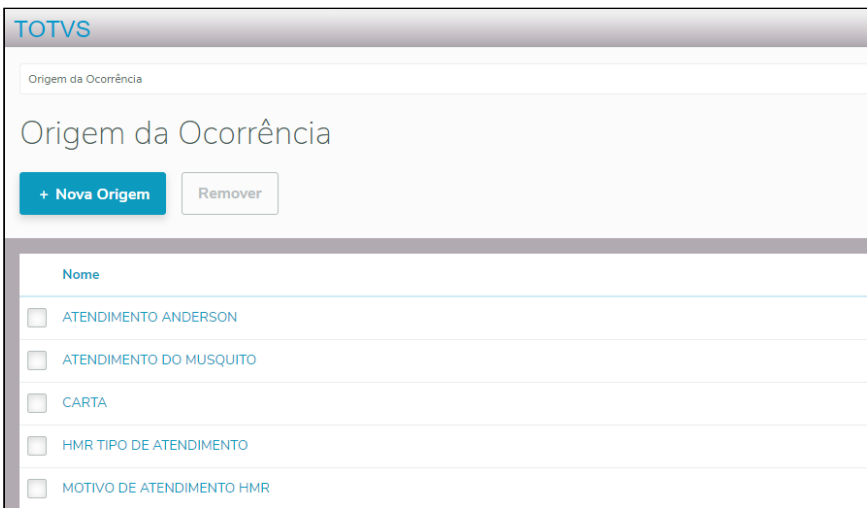 TOTVS
Origem da Ocorrência
Origem da Ocorrência
+ Nova Origem
Remover
Nome
ATENDIMENTO ANDERSON
ATENDIMENTO DO MUSQUITO
CARTA
HMR TIPO DE ATENDIMENTO
MOTIVO DE ATENDIMENTO HMR